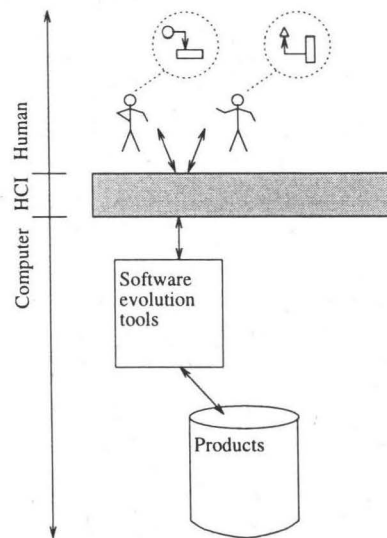 Human
HCI
Computer
Software
evolution
tools
Products